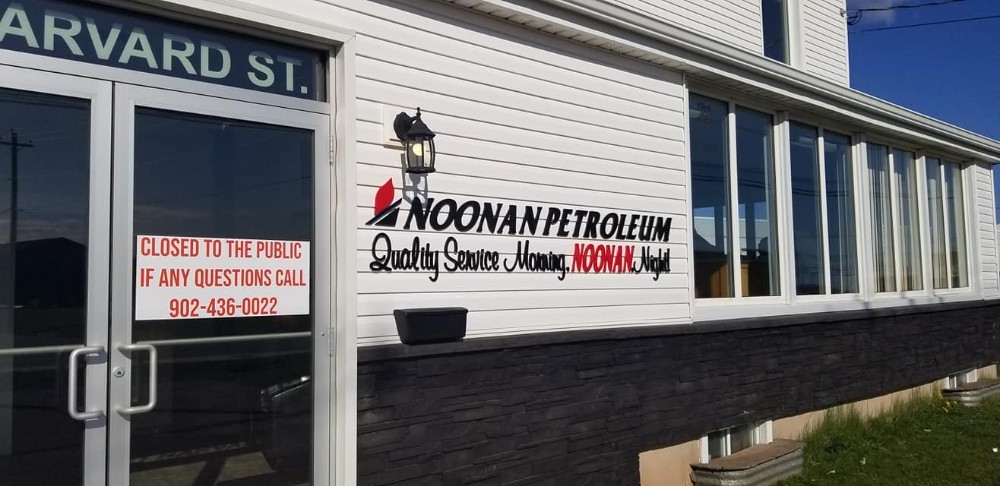 ARVARD ST.
CLOSED TO THE PUBLIC
IF ANY QUESTIONS CALL
902-436-0022
NOONAN PETROLEUM
Quality Service Morning, NOONAN, Night!